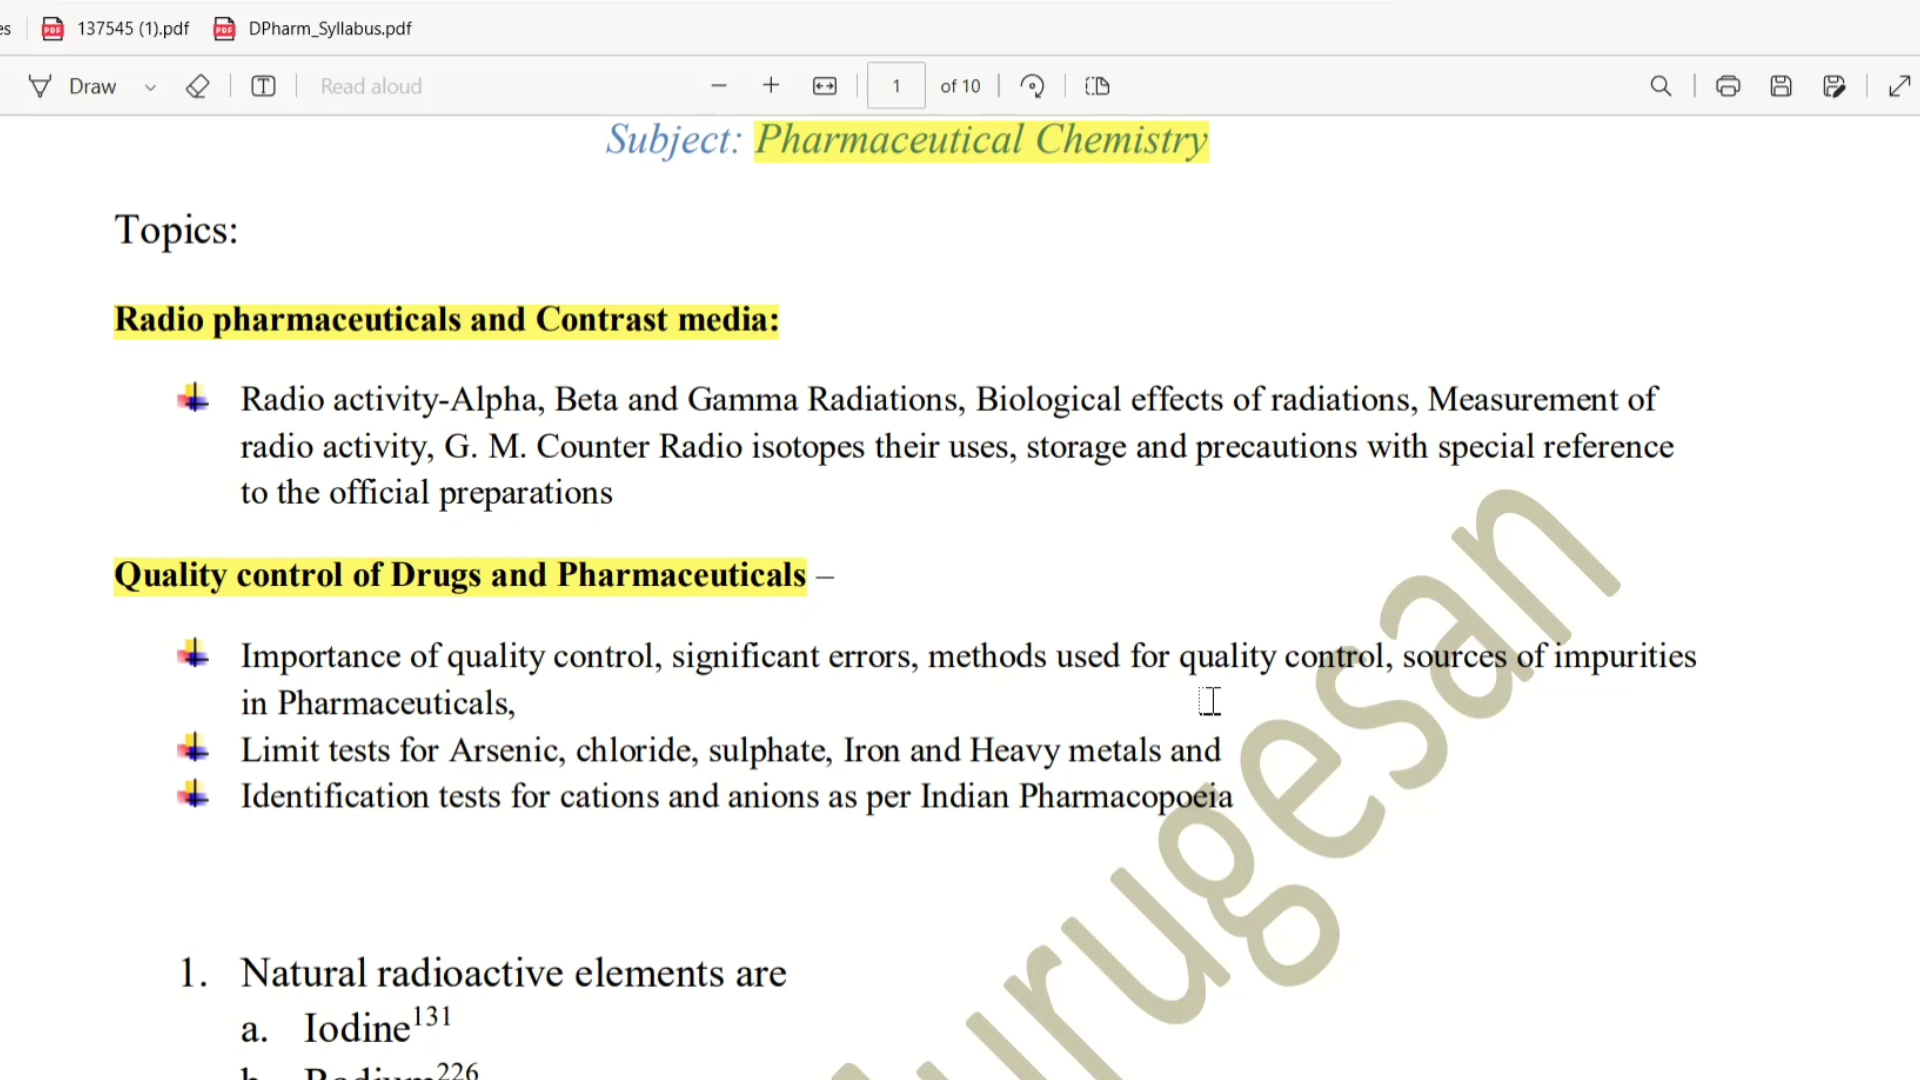 es 137545 (1).pdf DPharm_Syllabus.pdf
Draw Read aloud 1 of 10
Subject: Pharmaceutical Chemistry
Topics:
Radio pharmaceuticals and Contrast media:
Radio activity-Alpha, Beta and Gamma Radiations, Biological effects of radiations, Measurement of
radio activity, G. M. Counter Radio isotopes their uses, storage and precautions with special reference
to the official preparations
Quality control of Drugs and Pharmaceuticals –
Importance of quality control, significant errors, methods used for quality control, sources of impurities
in Pharmaceuticals,
Limit tests for Arsenic, chloride, sulphate, Iron and Heavy metals and
Identification tests for cations and anions as per Indian Pharmacopoeia
1. Natural radioactive elements are
a. Iodine¹³¹
b. Radium²²⁶
urugesan